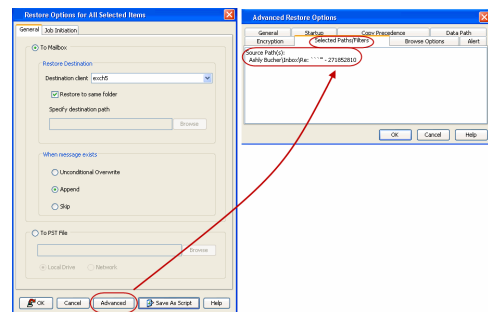 Restore Options for All Selected Items
General
Job Initiation
To Mailbox
Restore Destination
Destination client
exch5
Restore to same folder
Specify destination path
Browse
When message exists
Unconditional Overwrite
Append
Skip
To PST File
Browse
Local Drive
Network
OK
Cancel
Advanced
Save As Script
Help
Advanced Restore Options
General
Startup
Copy Precedence
Data Path
Encryption
Selected Paths/Filters
Browse Options
Alert
Source Path(s):
Ashly Bucher\Inbox\Re: ```'' - 271852810
OK
Cancel
Help